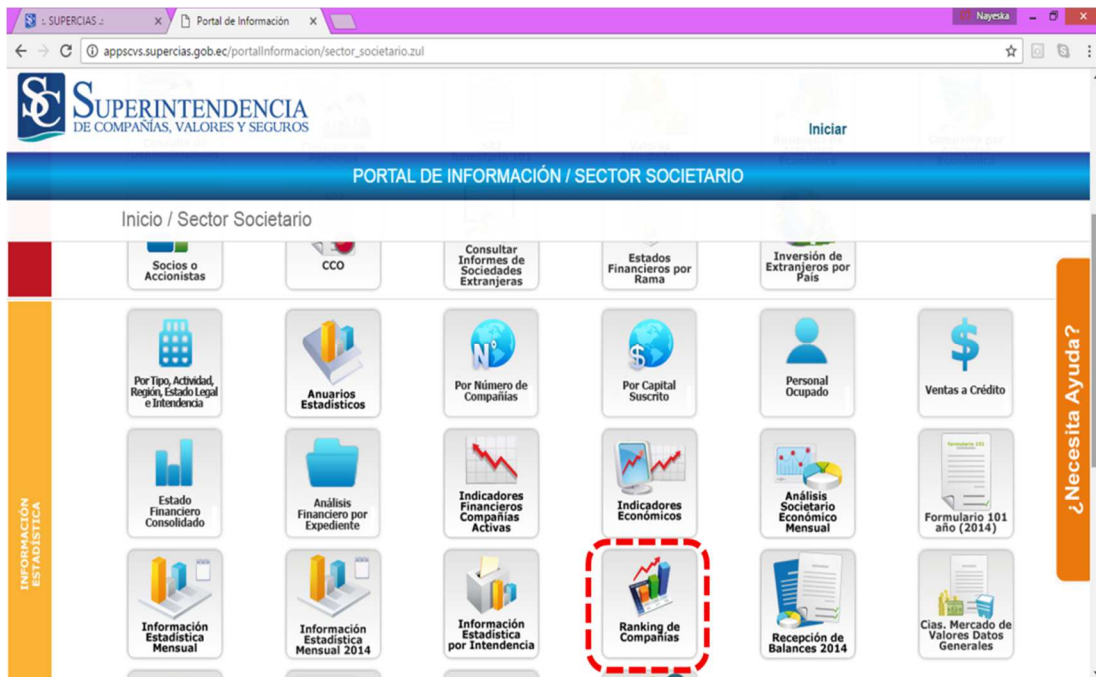 .: SUPERCIAS .:
Portal de Información
Nayeska
appscvs.supercias.gob.ec/portalInformacion/sector_societario.zul
SC
SUPERINTENDENCIA
DE COMPAÑÍAS, VALORES Y SEGUROS
Iniciar
PORTAL DE INFORMACIÓN / SECTOR SOCIETARIO
Inicio / Sector Societario
Socios o
Accionistas
CCO
Consultar
Informes de
Sociedades
Extranjeras
Estados
Financieros por
Rama
Inversión de
Extranjeros por
País
¿Necesita Ayuda?
INFORMACIÓN
ESTADÍSTICA
Por Tipo, Actividad,
Región, Estado Legal
e Intendencia
Anuarios
Estadísticos
N°
Por Número de
Compañías
$
Por Capital
Suscrito
Personal
Ocupado
$
Ventas a Crédito
Estado
Financiero
Consolidado
Análisis
Financiero por
Expediente
Indicadores
Financieros
Compañías
Activas
Indicadores
Económicos
Análisis
Societario
Económico
Mensual
Formulario 101
Formulario 101
año (2014)
Información
Estadística
Mensual
Información
Estadística
Mensual 2014
Información
Estadística
por Intendencia
Ranking de
Compañías
Recepción de
Balances 2014
Cias. Mercado de
Valores Datos
Generales